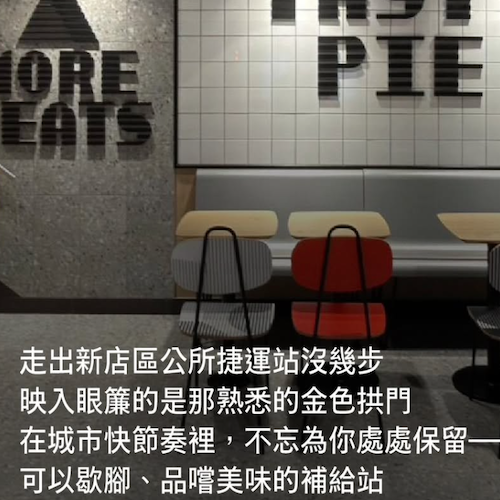 MORE
EATS
PIE
走出新店區公所捷運站沒幾步
映入眼簾的是那熟悉的金色拱門
在城市快節奏裡，不忘為你處處保留—
可以歇腳、品嚐美味的補給站